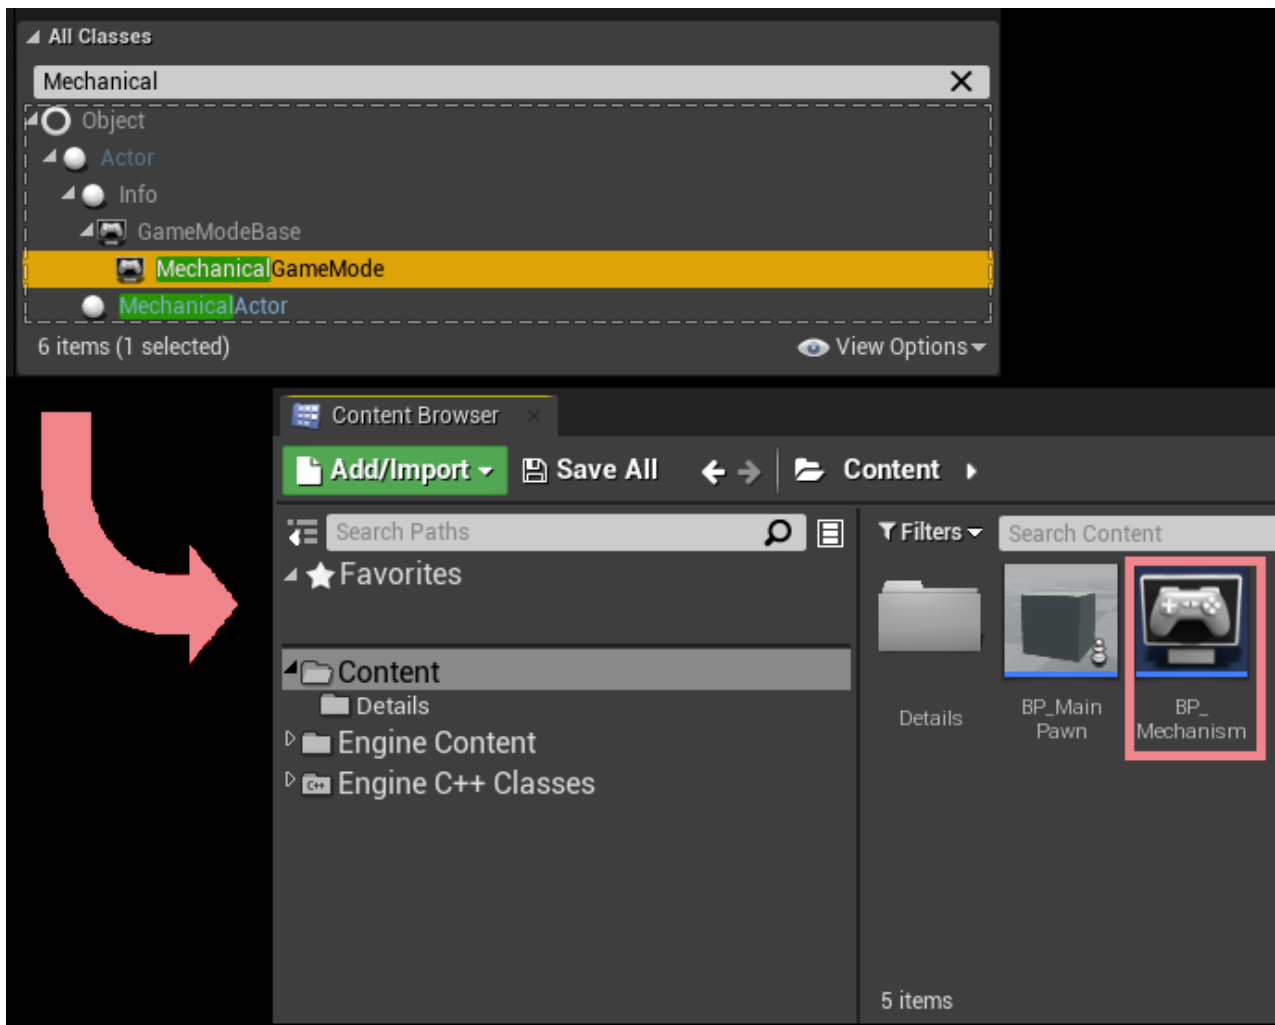 All Classes
Mechanical
Object
Actor
Info
GameModeBase
MechanicalGameMode
MechanicalActor
6 items (1 selected)
View Options
Content Browser
Add/Import
Save All
Content
Search Paths
Filters
Search Content
Favorites
Content
Details
Engine Content
C++ Engine C++ Classes
Details
BP_Main
Pawn
BP_
Mechanism
5 items